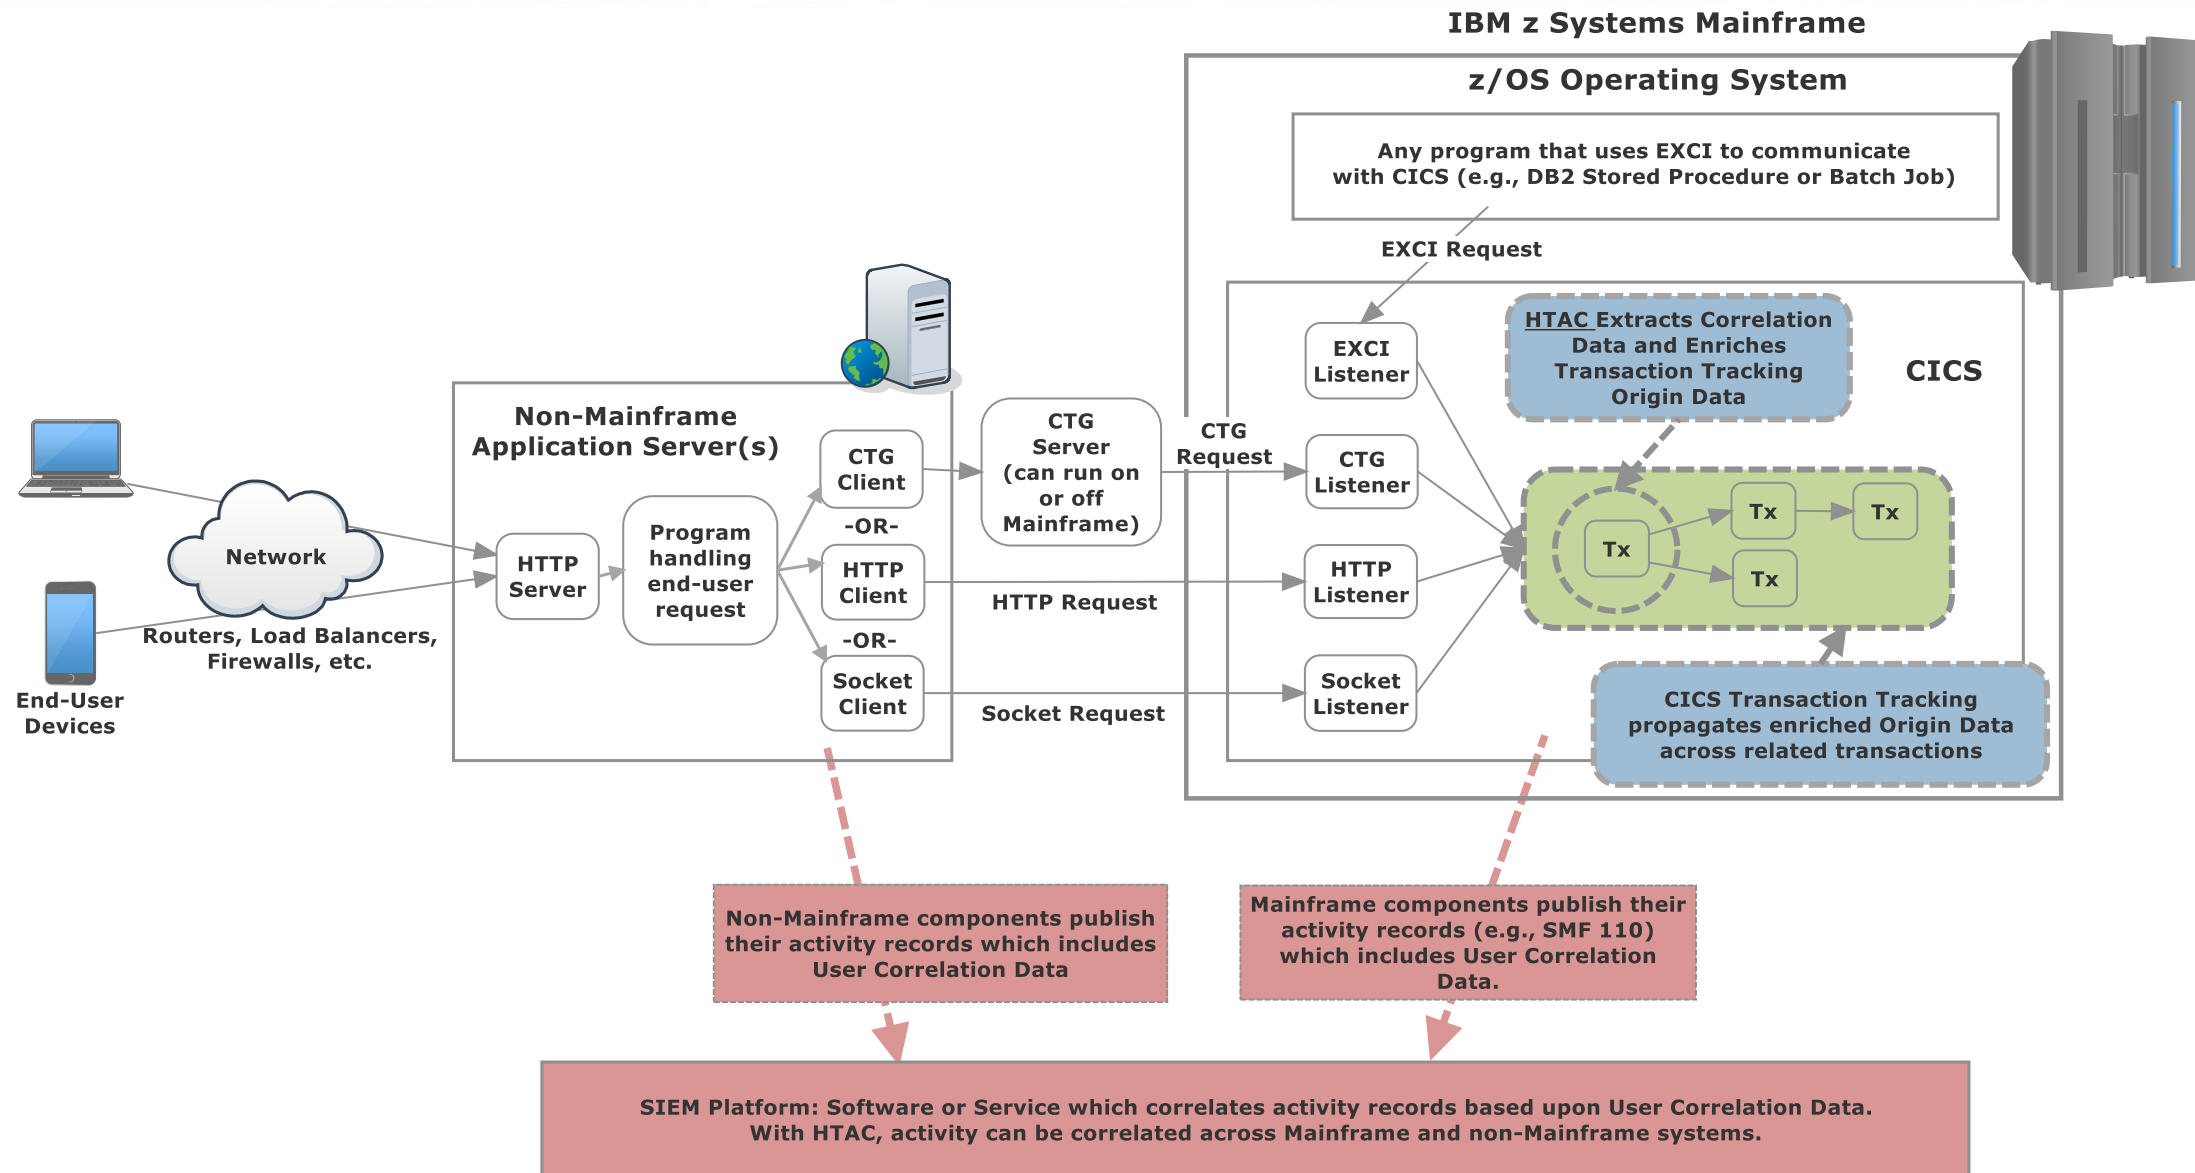 IBM z Systems Mainframe
z/OS Operating System
Any program that uses EXCI to communicate
with CICS (e.g., DB2 Stored Procedure or Batch Job)
EXCI Request
HTAC Extracts Correlation
Data and Enriches
Transaction Tracking
Origin Data
CICS
EXCI
Listener
Non-Mainframe
Application Server(s)
CTG
Client
CTG
Server
(can run on
or off
Mainframe)
CTG
Request
CTG
Listener
-OR-
Network
HTTP
Server
Program
handling
end-user
request
HTTP
Client
HTTP Request
HTTP
Listener
Tx
Tx
Tx
Tx
Routers, Load Balancers,
Firewalls, etc.
-OR-
End-User
Devices
Socket
Client
Socket Request
Socket
Listener
CICS Transaction Tracking
propagates enriched Origin Data
across related transactions
Non-Mainframe components publish
their activity records which includes
User Correlation Data
Mainframe components publish their
activity records (e.g., SMF 110)
which includes User Correlation
Data.
SIEM Platform: Software or Service which correlates activity records based upon User Correlation Data.
With HTAC, activity can be correlated across Mainframe and non-Mainframe systems.